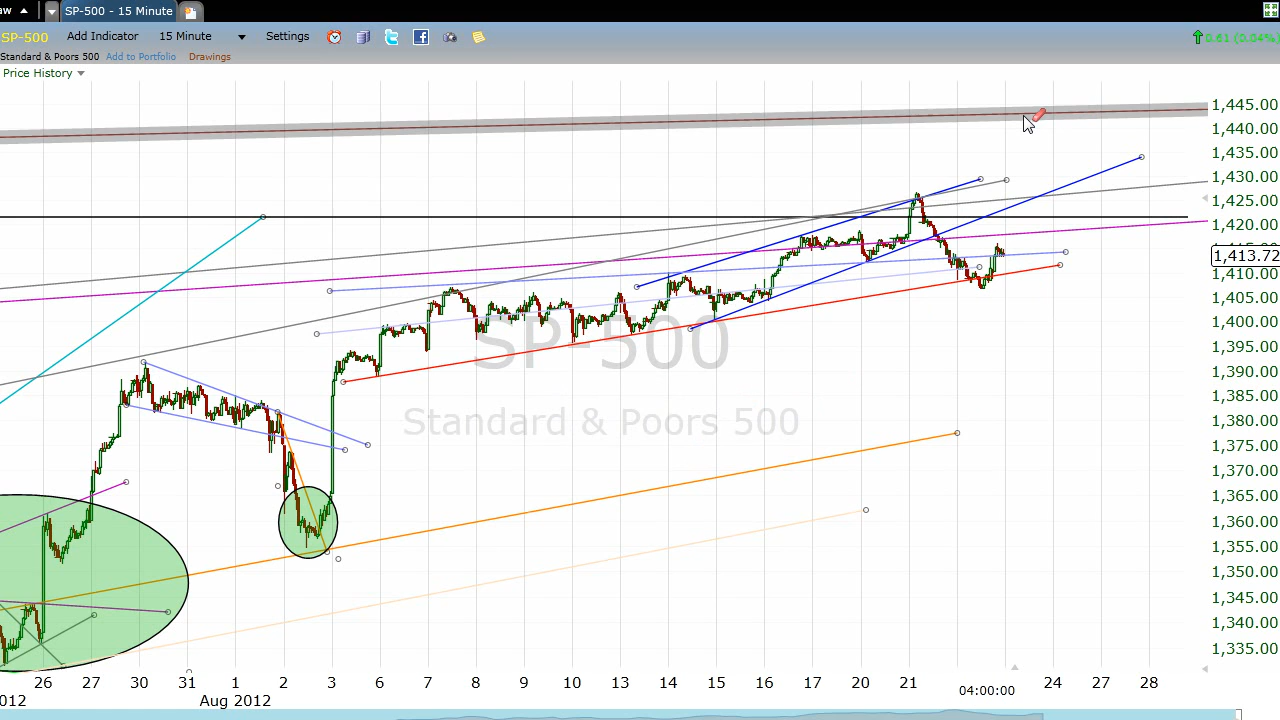 aw SP-500 - 15 Minute
SP-500 Add Indicator 15 Minute Settings 0.61 (0.04%)
Standard & Poors 500 Add to Portfolio Drawings
Price History
1,445.00
1,440.00
1,435.00
1,430.00
1,425.00
1,420.00
1,413.72
1,410.00
1,405.00
1,400.00
1,395.00
1,390.00
1,385.00
1,380.00
1,375.00
1,370.00
1,365.00
1,360.00
1,355.00
1,350.00
1,345.00
1,340.00
1,335.00
SP-500
Standard & Poors 500
26 27 30 31 1 2 3 6 7 8 9 10 13 14 15 16 17 20 21 04:00:00 24 27 28
012 Aug 2012